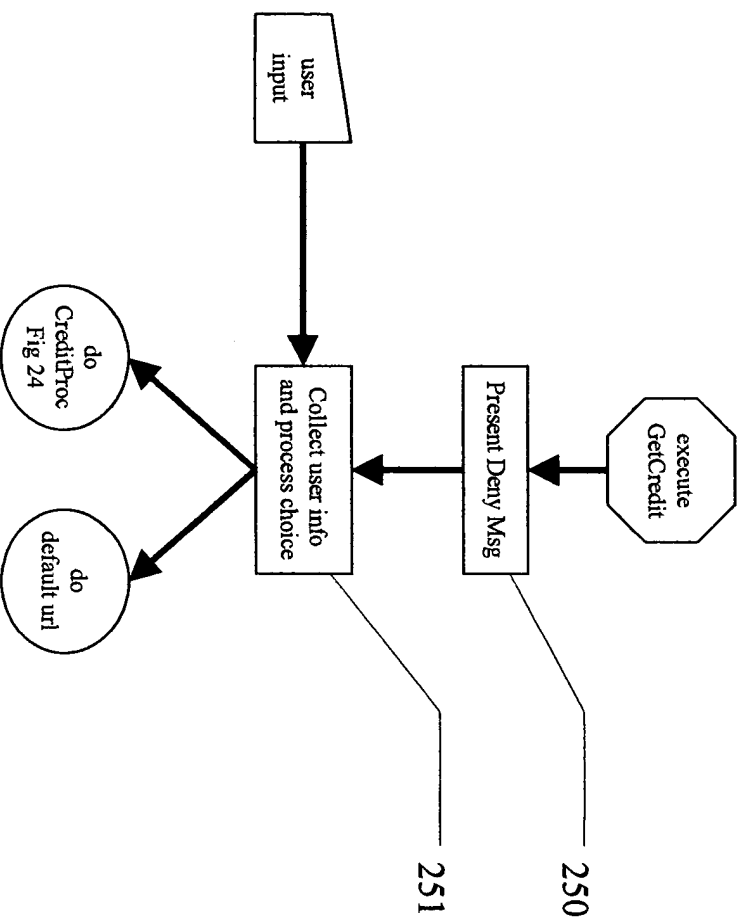 execute
GetCredit
Present Deny Msg
250
user
input
Collect user info
and process choice
251
do
CreditProc
Fig 24
do
default url